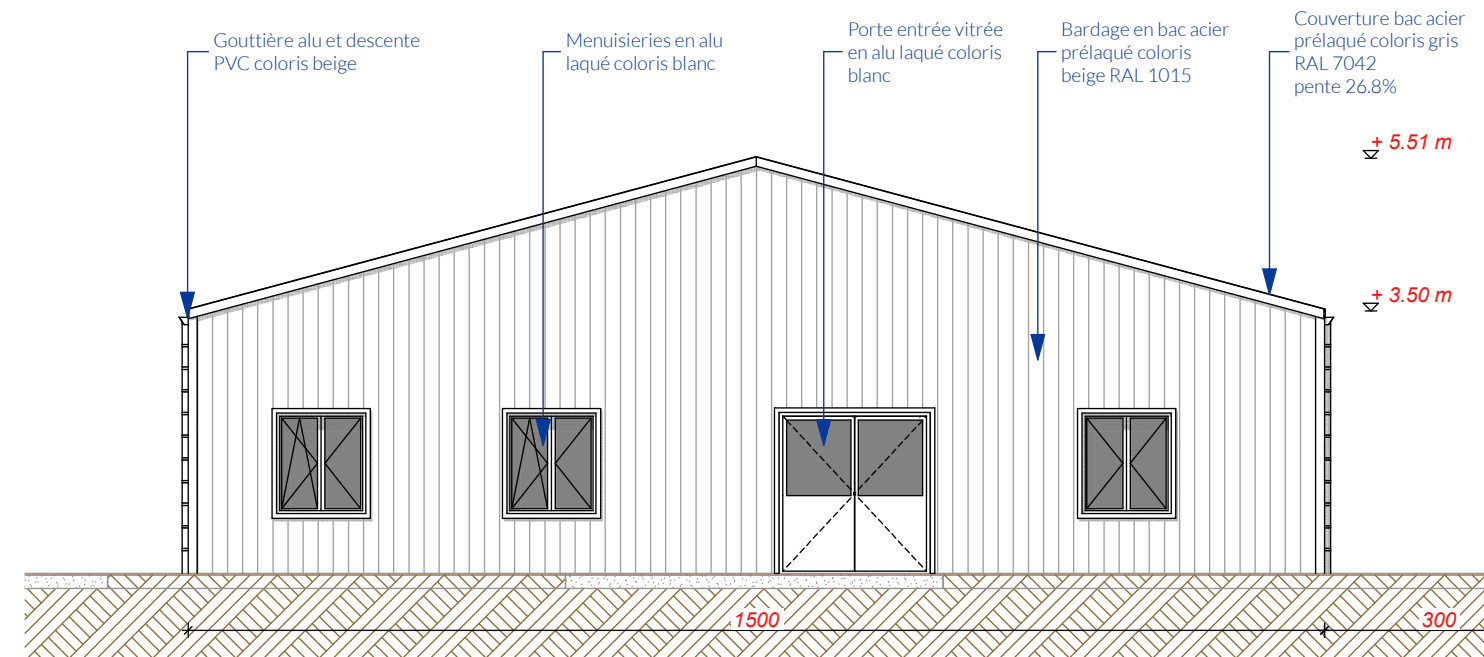 Gouttière alu et descente
PVC coloris beige
Menuisieries en alu
laqué coloris blanc
Porte entrée vitrée
en alu laqué coloris
blanc
Bardage en bac acier
prélaqué coloris
beige RAL 1015
Couverture bac acier
prélaqué coloris gris
RAL 7042
pente 26.8%
+ 5.51 m
+ 3.50 m
1500
300